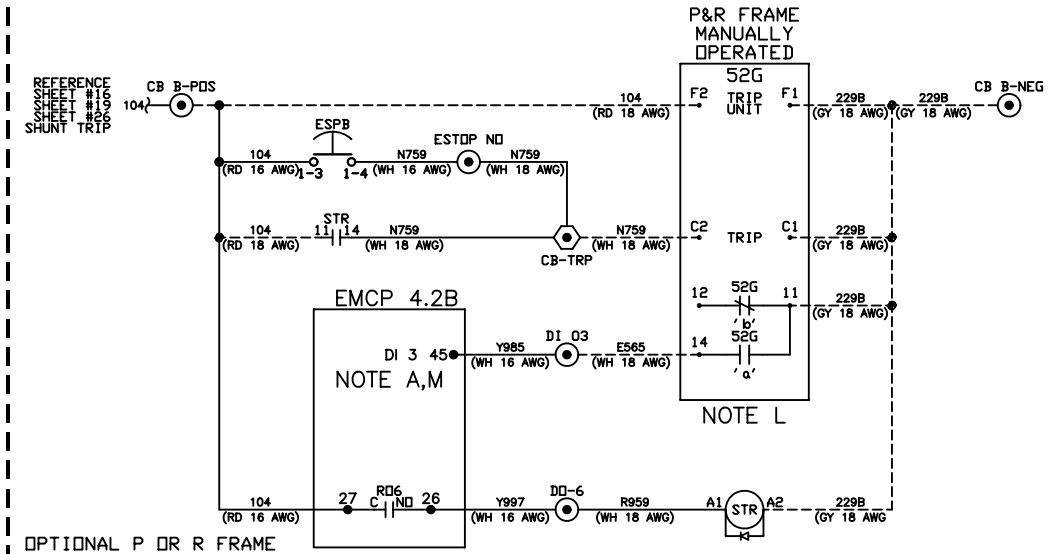 P&R FRAME
MANUALLY
OPERATED
REFERENCE
SHEET #16
SHEET #19
SHEET #26
SHUNT TRIP
104
CB B-POS
104
(RD 18 AWG)
52G
F2 TRIP UNIT F1
229B
(GY 18 AWG)
229B
(GY 18 AWG)
CB B-NEG
ESPB
104
(RD 16 AWG)
1-3 1-4
N759
(WH 16 AWG)
ESTOP NO
N759
(WH 18 AWG)
STR
104
(RD 18 AWG)
11 14
N759
(WH 18 AWG)
CB-TRP
N759
(WH 18 AWG)
C2 TRIP C1
229B
(GY 18 AWG)
12 52G 11
'b'
229B
(GY 18 AWG)
EMCP 4.2B
DI 3 45
NOTE A,M
Y985
(WH 16 AWG)
DI 03
E565
(WH 18 AWG)
14 52G
'a'
NOTE L
104
(RD 16 AWG)
27 C RO6 NO 26
Y997
(WH 16 AWG)
DO-6
R959
(WH 18 AWG)
A1 STR A2
229B
(GY 18 AWG
OPTIONAL P OR R FRAME